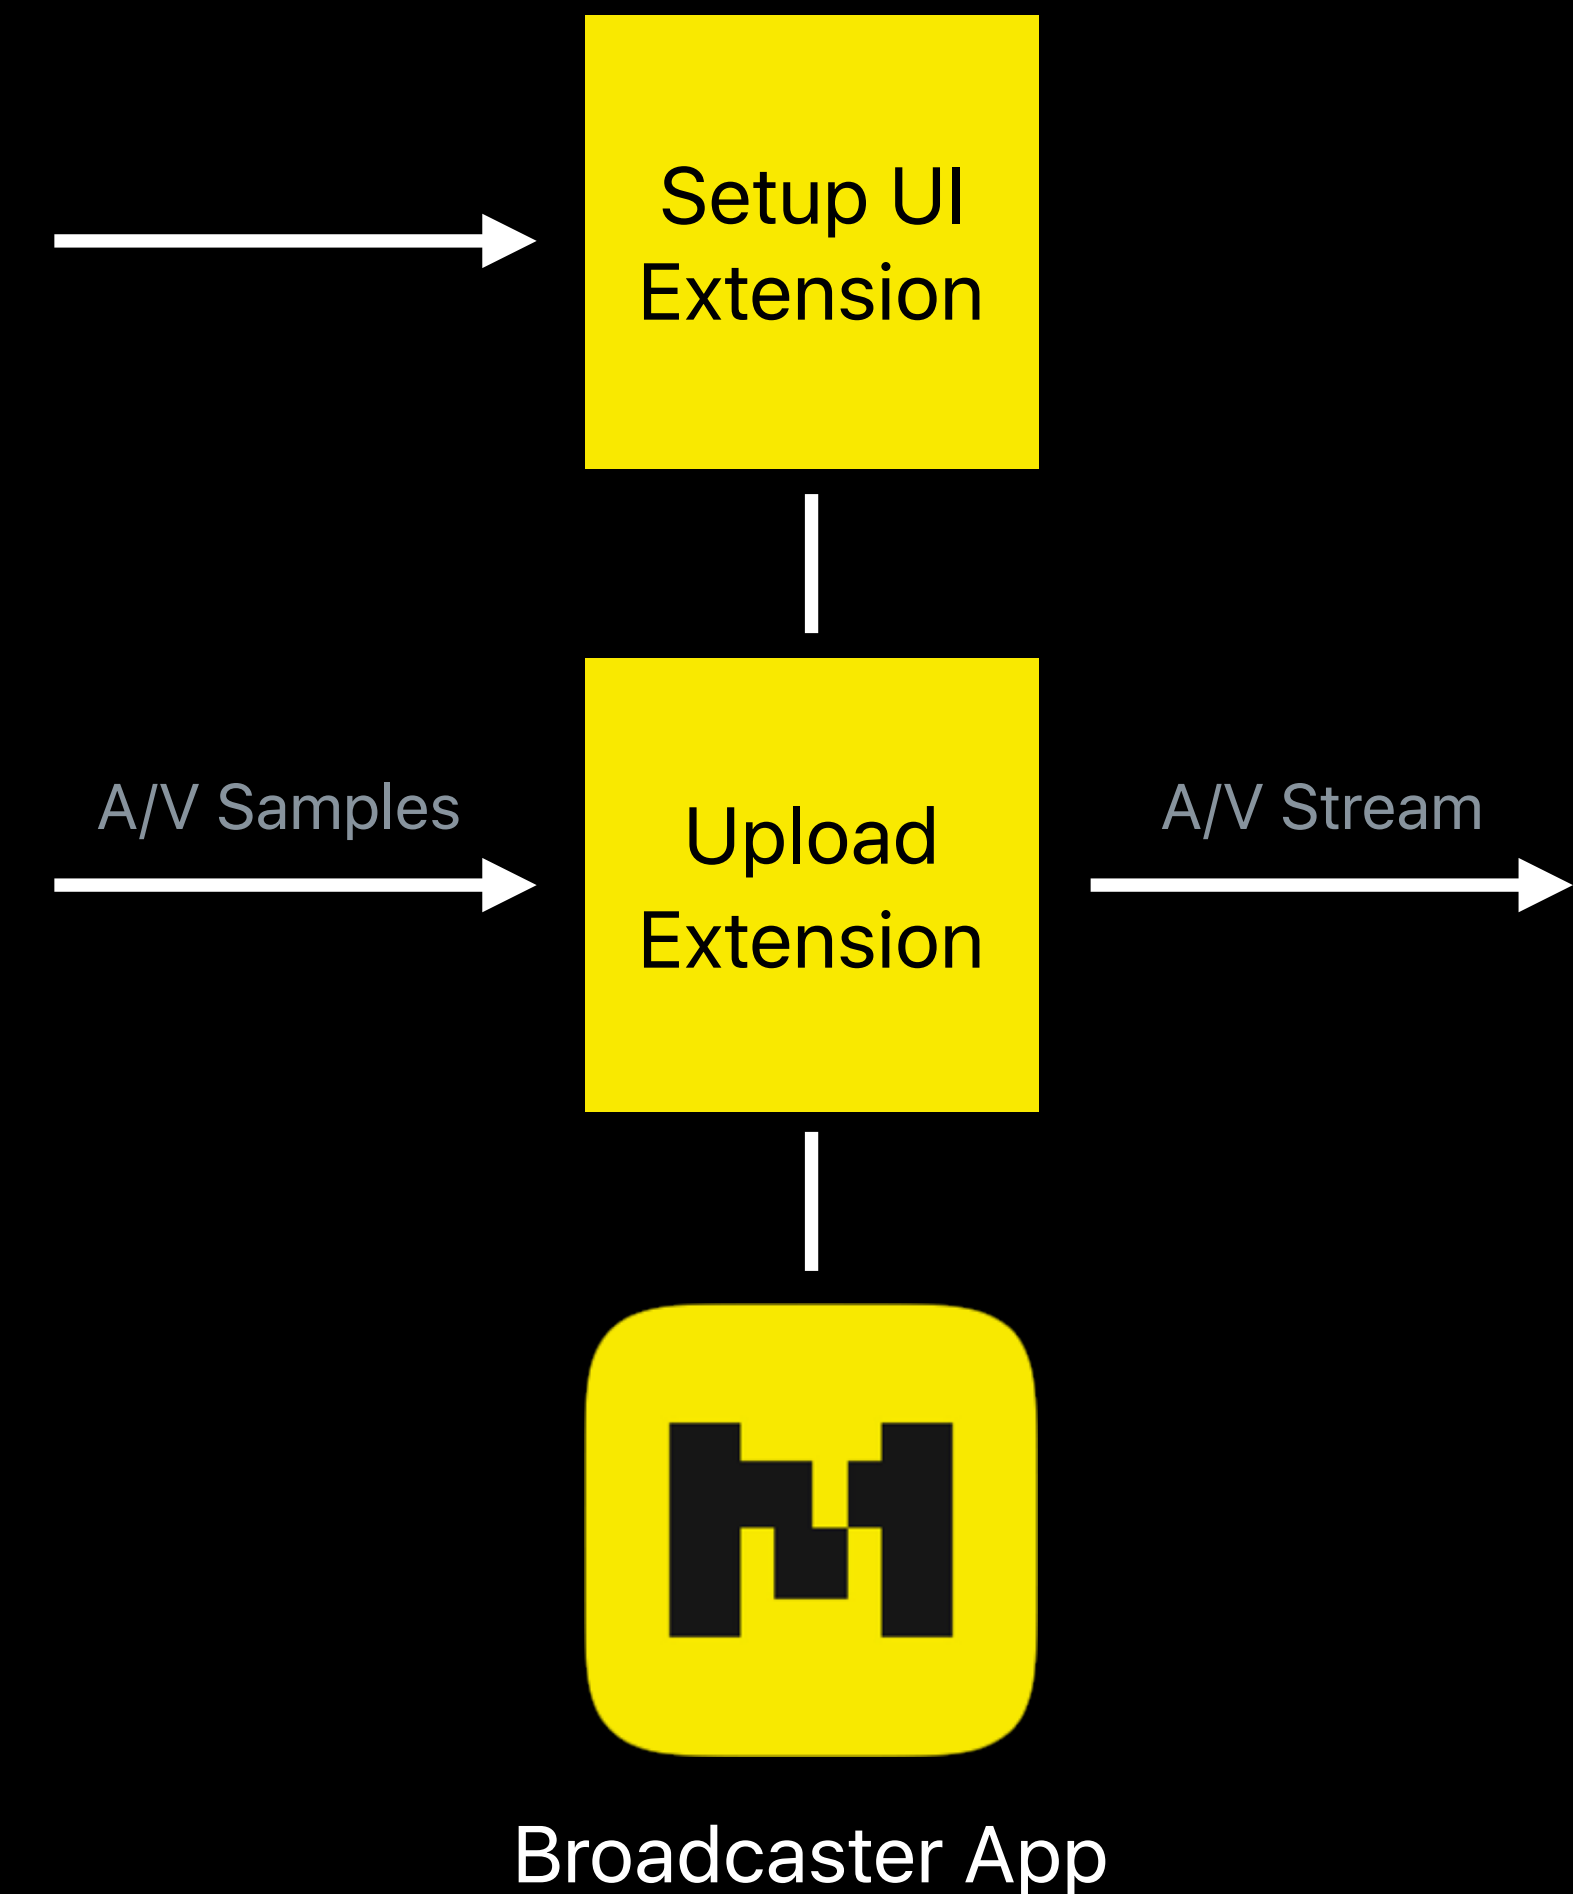 Setup UI
Extension
A/V Samples
Upload
Extension
A/V Stream
Broadcaster App